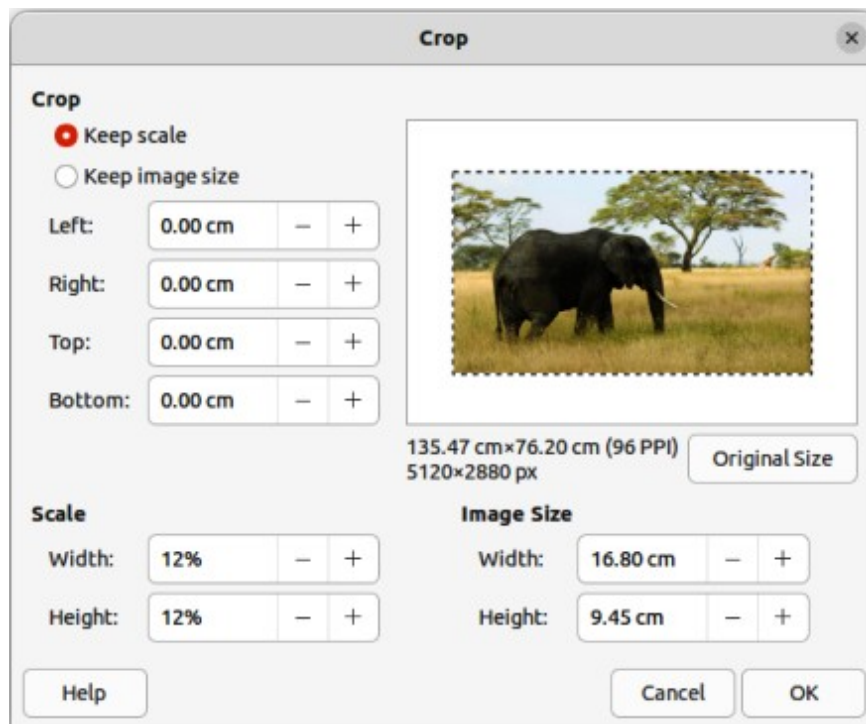 Crop
Crop
Keep scale
Keep image size
Left: 0.00 cm − +
Right: 0.00 cm − +
Top: 0.00 cm − +
Bottom: 0.00 cm − +
135.47 cm×76.20 cm (96 PPI)
5120×2880 px
Original Size
Scale
Width: 12% − +
Height: 12% − +
Image Size
Width: 16.80 cm − +
Height: 9.45 cm − +
Help
Cancel
OK